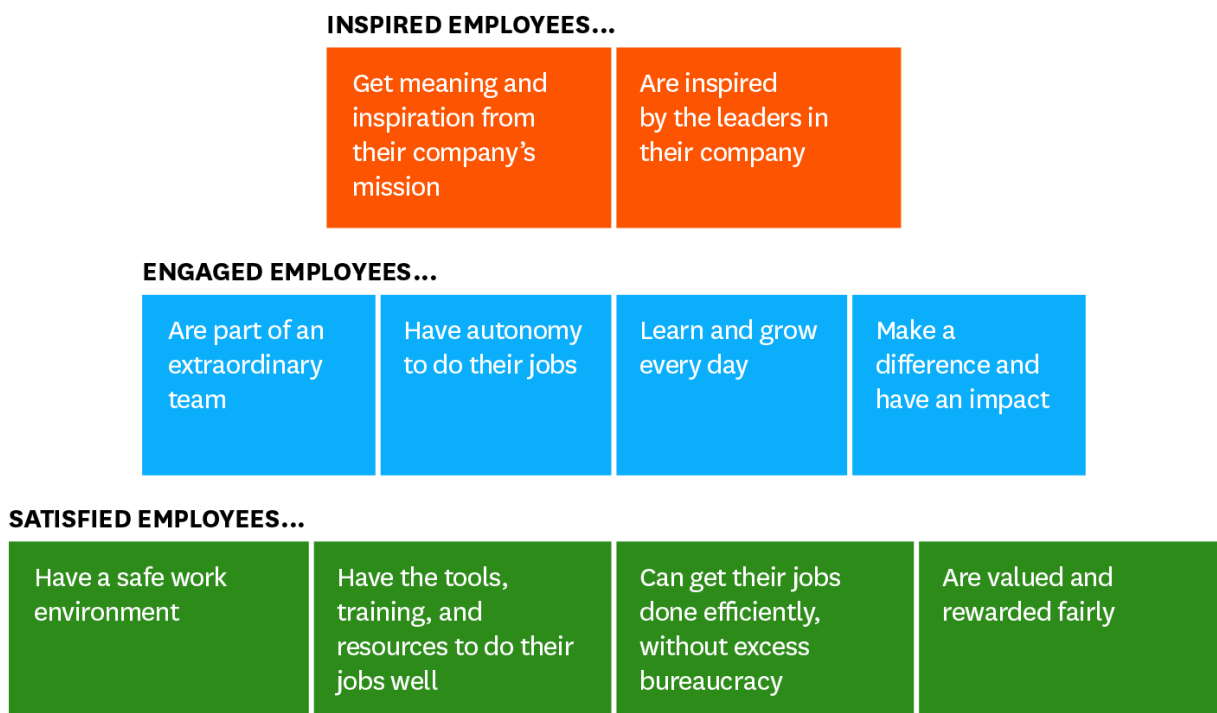 INSPIRED EMPLOYEES...
Get meaning and
inspiration from
their company’s
mission
Are inspired
by the leaders in
their company
ENGAGED EMPLOYEES...
Are part of an
extraordinary
team
Have autonomy
to do their jobs
Learn and grow
every day
Make a
difference and
have an impact
SATISFIED EMPLOYEES...
Have a safe work
environment
Have the tools,
training, and
resources to do their
jobs well
Can get their jobs
done efficiently,
without excess
bureaucracy
Are valued and
rewarded fairly